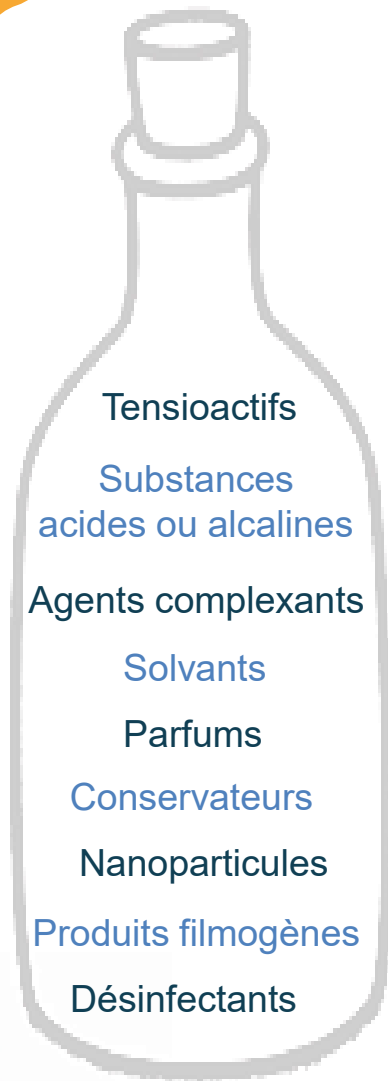 Tensioactifs
Substances
acides ou alcalines
Agents complexants
Solvants
Parfums
Conservateurs
Nanoparticules
Produits filmogènes
Désinfectants